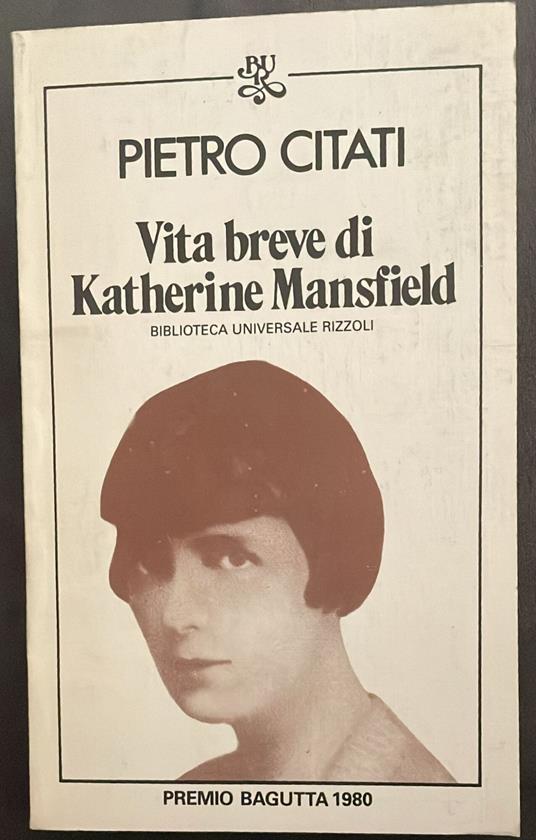 BUR
PIETRO CITATI
Vita breve di
Katherine Mansfield
BIBLIOTECA UNIVERSALE RIZZOLI
PREMIO BAGUTTA 1980